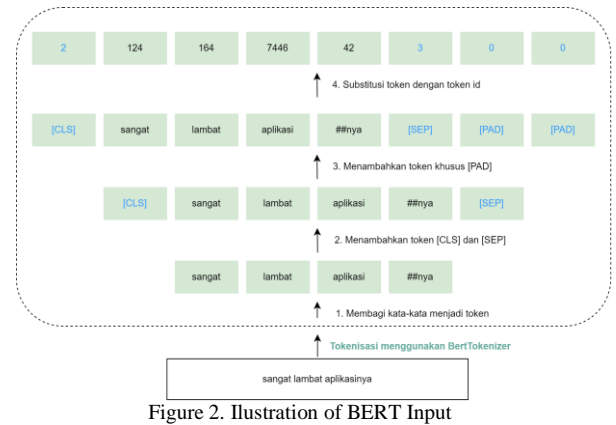 2 124 164 7446 42 3 0 0
4. Substitusi token dengan token id
[CLS] sangat lambat aplikasi ##nya [SEP] [PAD] [PAD]
3. Menambahkan token khusus [PAD]
[CLS] sangat lambat aplikasi ##nya [SEP]
2. Menambahkan token [CLS] dan [SEP]
sangat lambat aplikasi ##nya
1. Membagi kata-kata menjadi token
Tokenisasi menggunakan BertTokenizer
sangat lambat aplikasinya
Figure 2. Ilustration of BERT Input